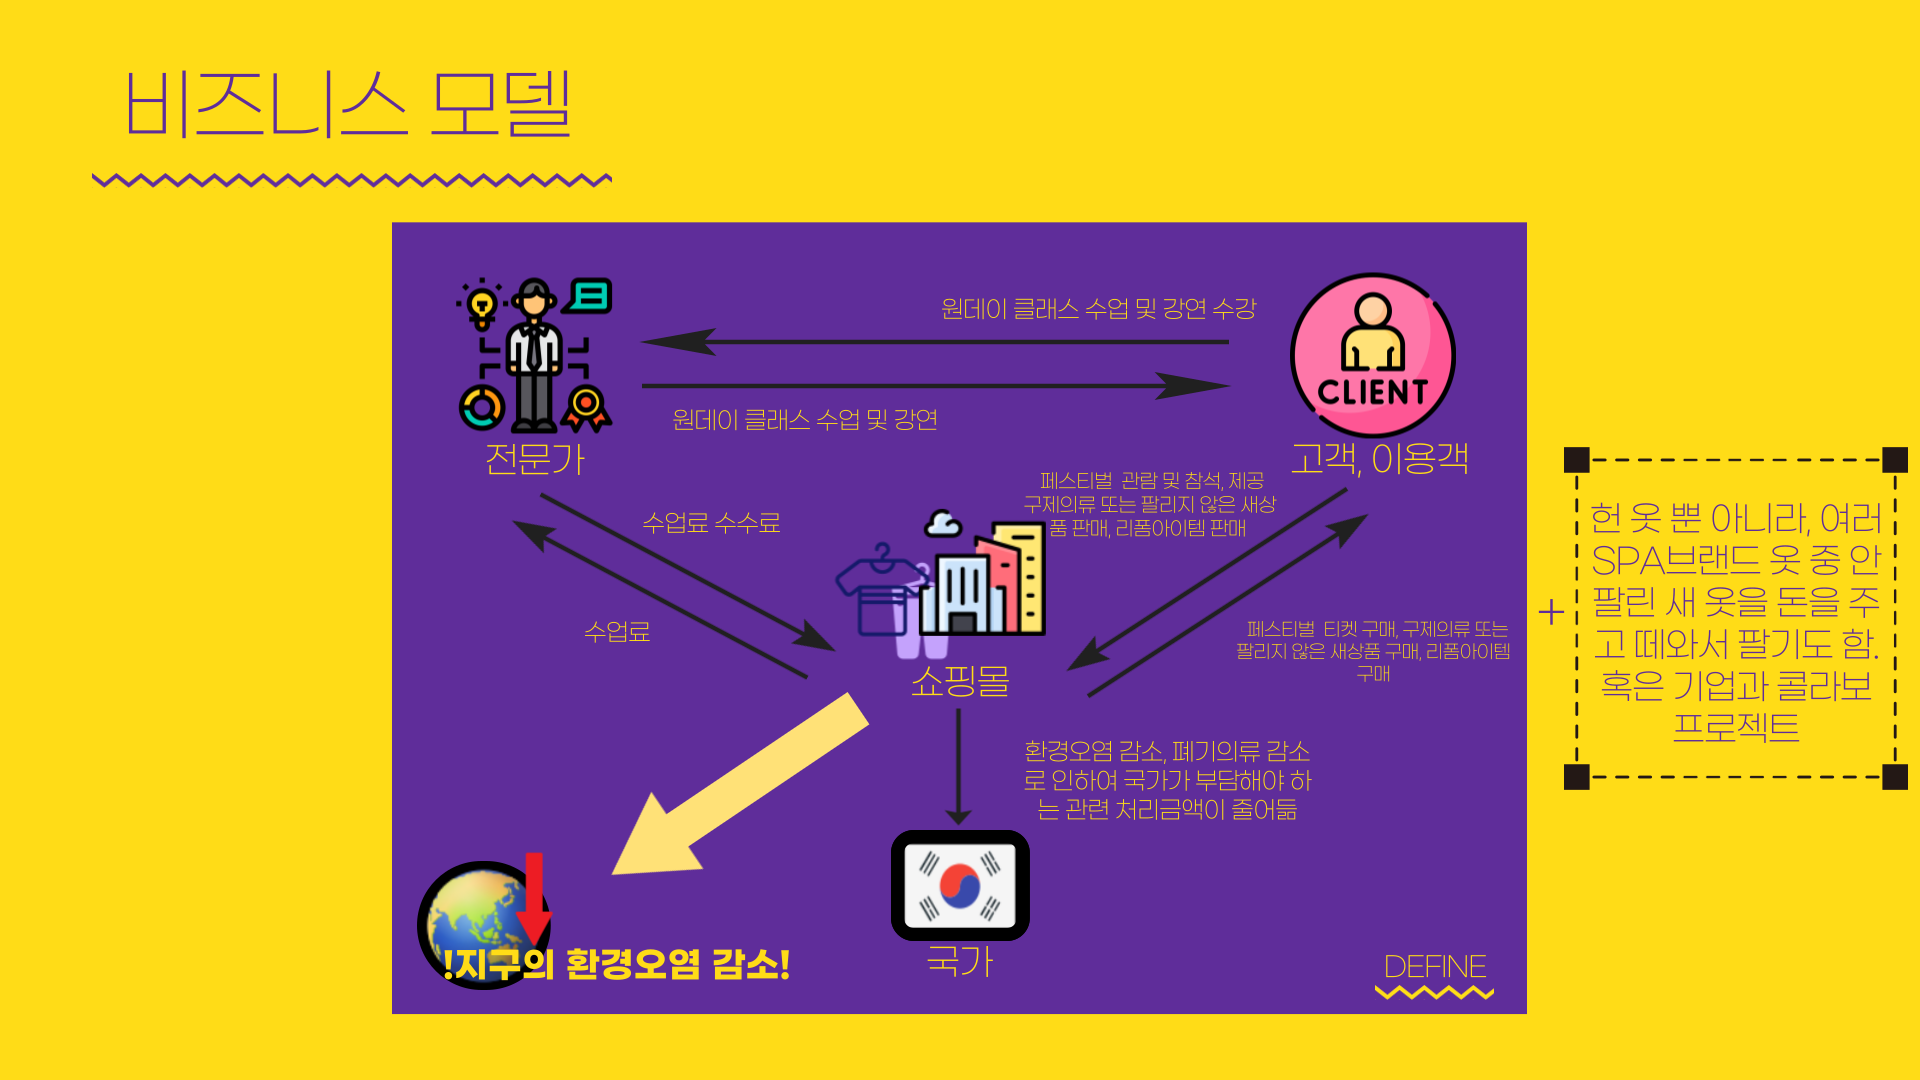 비즈니스 모델
원데이 클래스 수업 및 강연 수강
CLIENT
원데이 클래스 수업 및 강연
전문가
고객, 이용객
페스티벌 관람 및 참석, 제공
구제의류 또는 팔리지 않은 새상
품 판매, 리폼아이템 판매
수업료 수수료
수업료
페스티벌 티켓 구매, 구제의류 또는
팔리지 않은 새상품 구매, 리폼아이템
구매
쇼핑몰
환경오염 감소, 폐기의류 감소
로 인하여 국가가 부담해야 하
는 관련 처리금액이 줄어듦
국가
!지구의 환경오염 감소!
DEFINE
+
헌 옷 뿐 아니라, 여러
SPA브랜드 옷 중 안
팔린 새 옷을 돈을 주
고 떼와서 팔기도 함.
혹은 기업과 콜라보
프로젝트